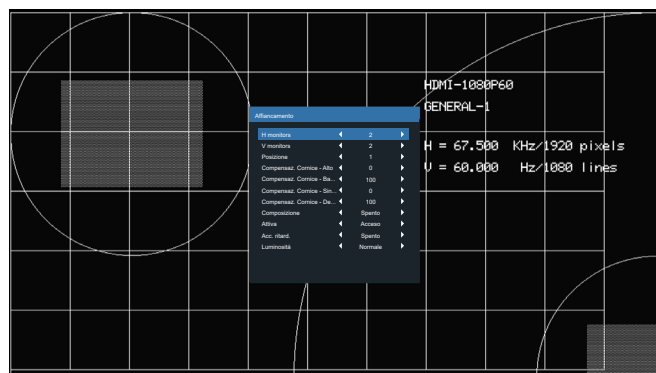 HDMI-1080P60
GENERAL-1
H = 67.500 KHz/1920 pixels
V = 60.000 Hz/1080 lines
Affiancamento
H monitors 2
V monitors 2
Posizione 1
Compensaz. Cornice - Alto 0
Compensaz. Cornice - Ba... 100
Compensaz. Cornice - Sin... 0
Compensaz. Cornice - De... 100
Composizione Spento
Attiva Acceso
Acc. ritard. Spento
Luminosità Normale